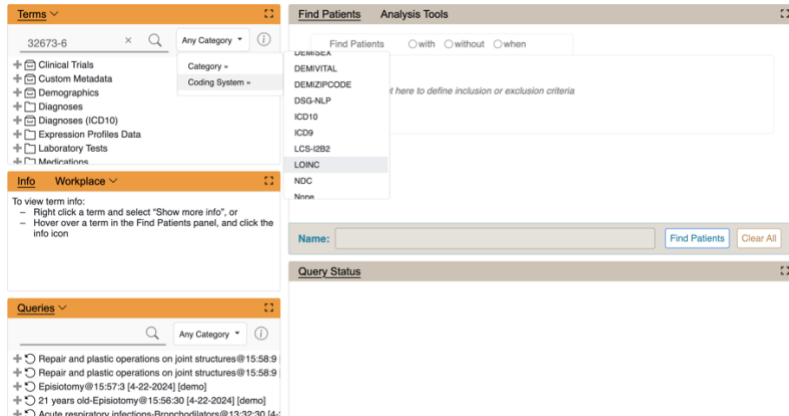 Terms
32673-6
×
Any Category
Clinical Trials
Custom Metadata
Demographics
Diagnoses
Diagnoses (ICD10)
Expression Profiles Data
Laboratory Tests
Medications
Category »
Coding System »
DEMISEX
DEMIVITAL
DEMIZIPCODE
DSG-NLP
ICD10
ICD9
LCS-I2B2
LOINC
NDC
None
Find Patients Analysis Tools
Find Patients with without when
here to define inclusion or exclusion criteria
Name: Find Patients Clear All
Query Status
Info Workplace
To view term info:
– Right click a term and select "Show more info", or
– Hover over a term in the Find Patients panel, and click the
info icon
Queries
Any Category
Repair and plastic operations on joint structures@15:58:9
Repair and plastic operations on joint structures@15:58:9
Episiotomy@15:57:3 [4-22-2024] [demo]
21 years old-Episiotomy@15:56:30 [4-22-2024] [demo]
Acute respiratory infections-Bronchodilators@13:32:30 [4-